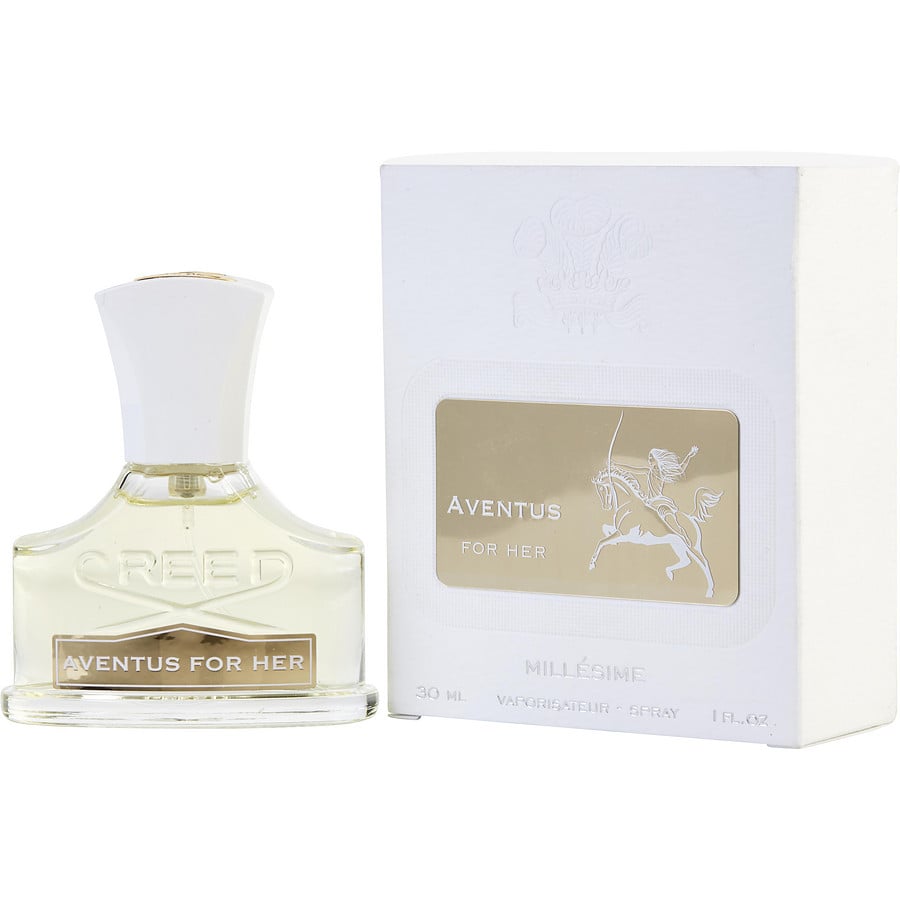 CREED
AVENTUS FOR HER
AVENTUS
FOR HER
MILLÉSIME
30 ML VAPORISATEUR - SPRAY 1 FL.OZ.